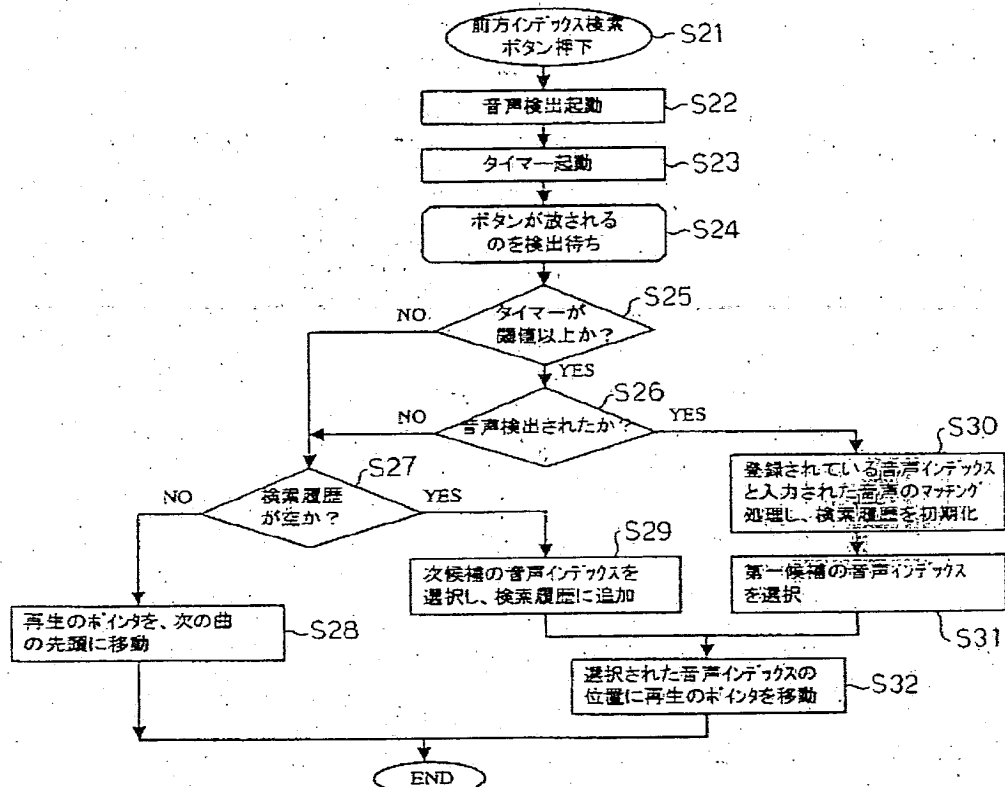 前方インデックス検索
ボタン押下
S21
音声検出起動
S22
タイマー起動
S23
ボタンが放される
のを検出待ち
S24
タイマーが
閾値以上か?
S25
NO
YES
音声検出されたか?
S26
NO
YES
検索履歴
が空か?
S27
NO
YES
登録されている音声インデックス
と入力された音声のマッチング
処理し、検索履歴を初期化
S30
次候補の音声インデックスを
選択し、検索履歴に追加
S29
第一候補の音声インデックス
を選択
S31
再生のポインタを、次の曲
の先頭に移動
S28
選択された音声インデックスの
位置に再生のポインタを移動
S32
END